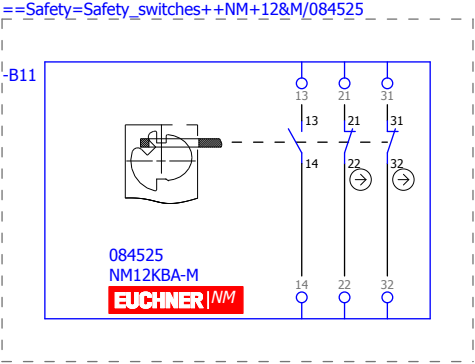 ==Safety=Safety_switches++NM+12&M/084525
-B11
13 21 31
13 21 31
14 22 32
084525
NM12KBA-M
EUCHNER NM
14 22 32